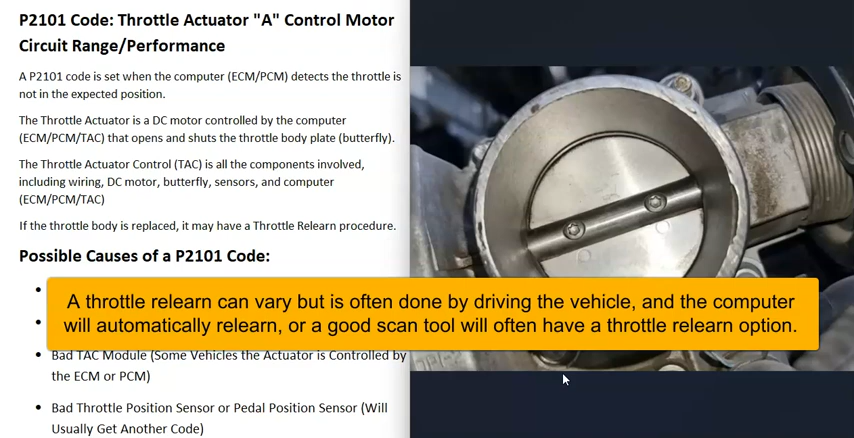 P2101 Code: Throttle Actuator "A" Control Motor
Circuit Range/Performance
A P2101 code is set when the computer (ECM/PCM) detects the throttle is
not in the expected position.
The Throttle Actuator is a DC motor controlled by the computer
(ECM/PCM/TAC) that opens and shuts the throttle body plate (butterfly).
The Throttle Actuator Control (TAC) is all the components involved,
including wiring, DC motor, butterfly, sensors, and computer
(ECM/PCM/TAC)
If the throttle body is replaced, it may have a Throttle Relearn procedure.
Possible Causes of a P2101 Code:
A throttle relearn can vary but is often done by driving the vehicle, and the computer
will automatically relearn, or a good scan tool will often have a throttle relearn option.
• Bad TAC Module (Some Vehicles the Actuator is Controlled by
the ECM or PCM)
• Bad Throttle Position Sensor or Pedal Position Sensor (Will
Usually Get Another Code)